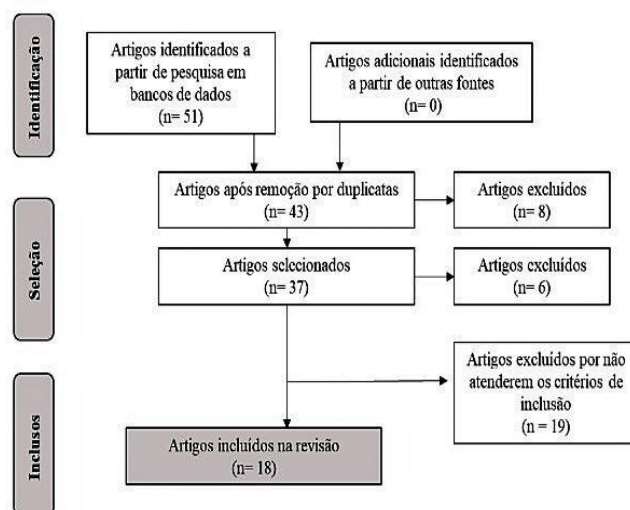 Identificação
Artigos identificados a
partir de pesquisa em
bancos de dados
(n= 51)
Artigos adicionais identificados
a partir de outras fontes
(n= 0)
Seleção
Artigos após remoção por duplicatas
(n= 43)
Artigos excluídos
(n= 8)
Artigos selecionados
(n= 37)
Artigos excluídos
(n= 6)
Artigos excluídos por não
atenderem os critérios de
inclusão
(n = 19)
Inclusos
Artigos incluídos na revisão
(n= 18)